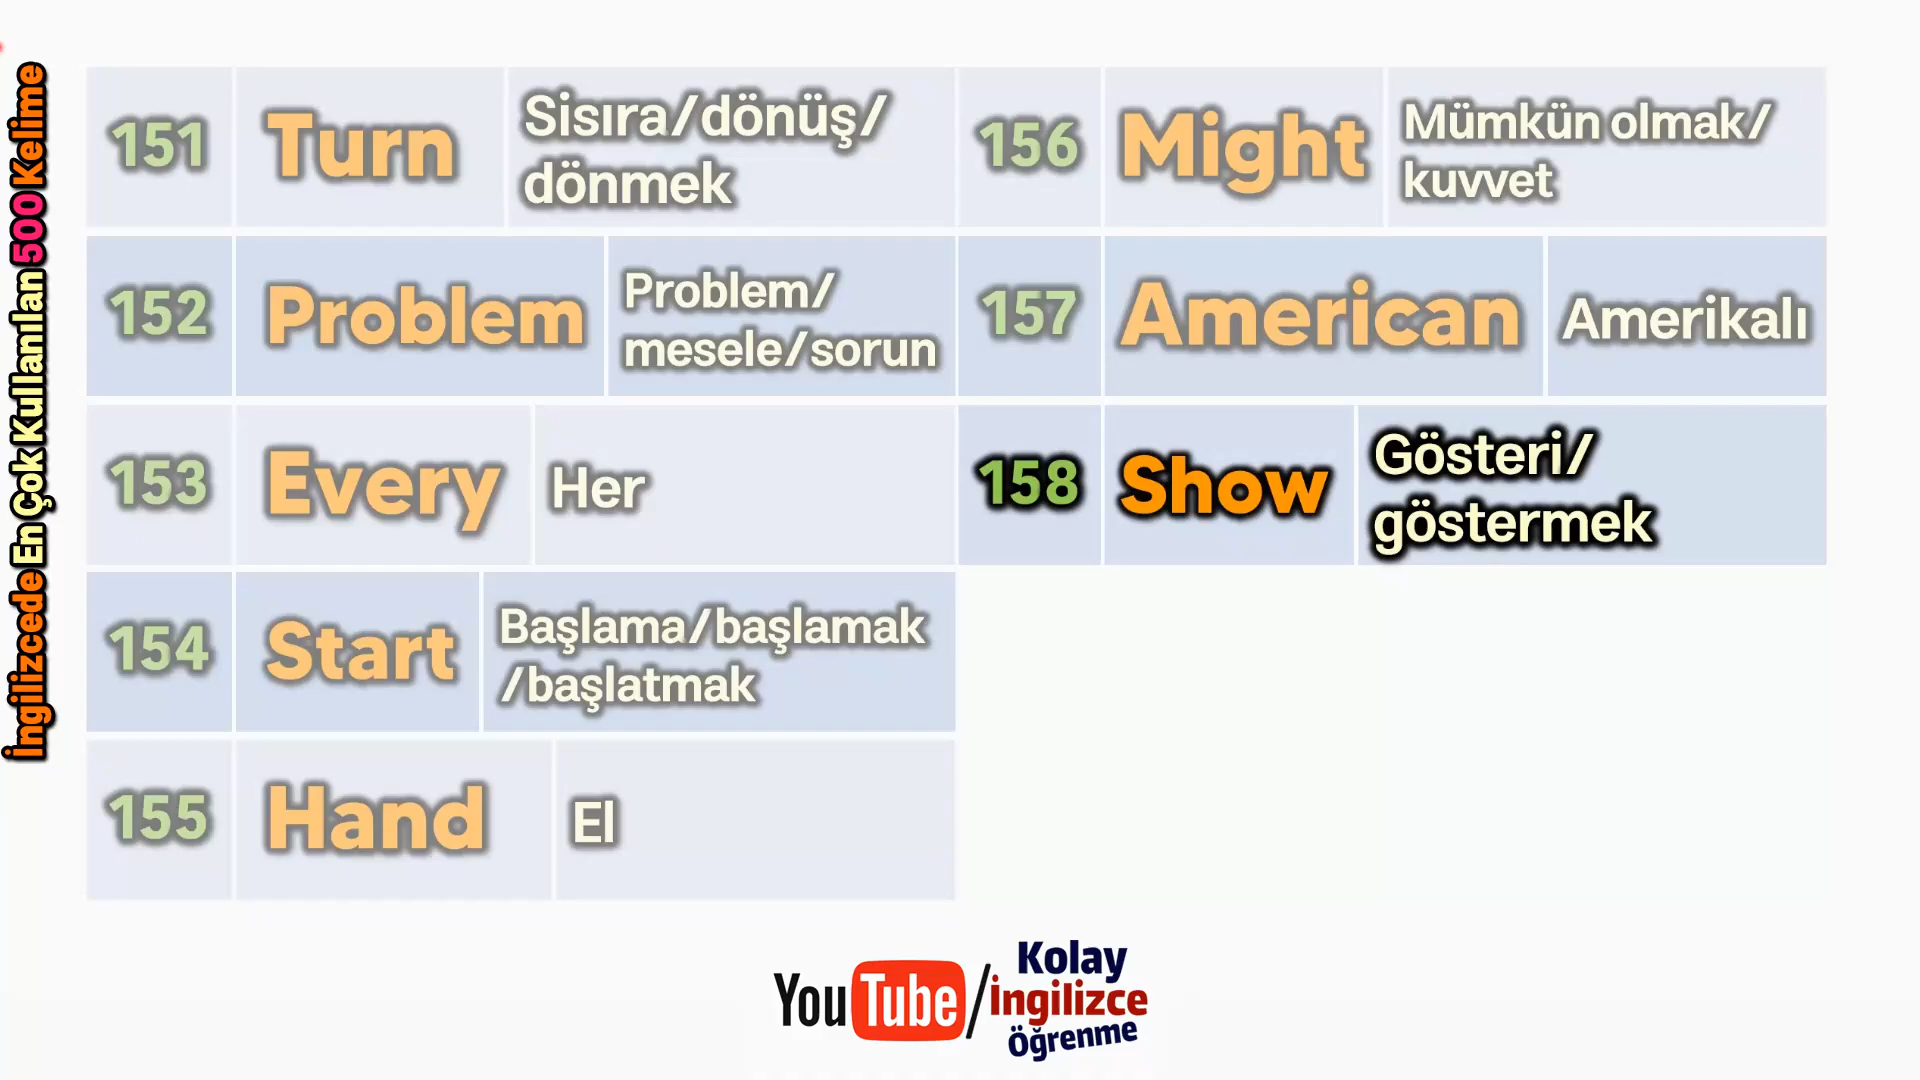 İngilizcede En Çok Kullanılan 500 Kelime
151 Turn Sisıra/dönüş/
dönmek
152 Problem Problem/
mesele/sorun
153 Every Her
154 Start Başlama/başlamak
/başlatmak
155 Hand El
156 Might Mümkün olmak/
kuvvet
157 American Amerikalı
158 Show Gösteri/
göstermek
YouTube/Kolay
İngilizce
Öğrenme